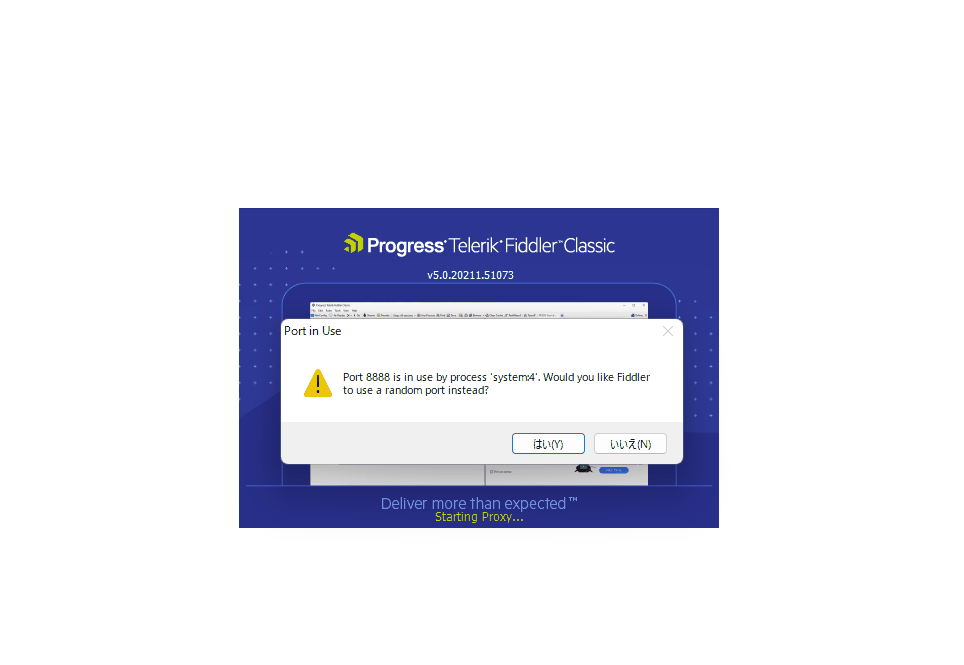 Progress Telerik Fiddler™ Classic
v5.0.20211.51073
Port in Use
Port 8888 is in use by process 'system:4'. Would you like Fiddler
to use a random port instead?
はい(Y)
いいえ(N)
Deliver more than expected™
Starting Proxy...